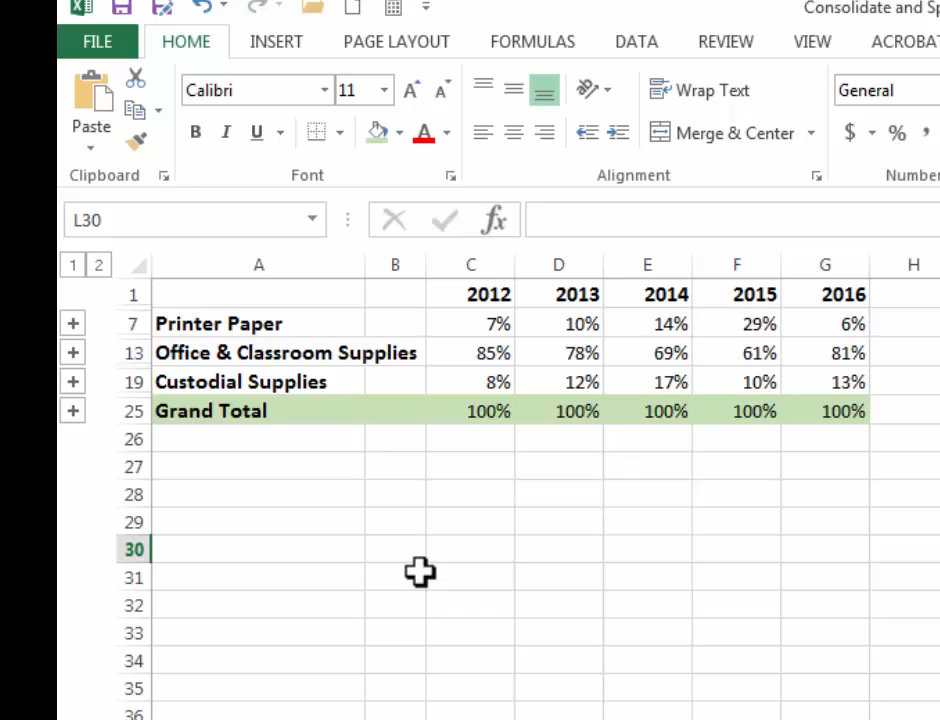 Consolidate and Sp
FILE HOME INSERT PAGE LAYOUT FORMULAS DATA REVIEW VIEW ACROBA
Calibri 11 Wrap Text General
Paste B I U A Merge & Center $ % ,
Clipboard Font Alignment Number
L30 fx
1 2 A B C D E F G H
1 2012 2013 2014 2015 2016
7 Printer Paper 7% 10% 14% 29% 6%
13 Office & Classroom Supplies 85% 78% 69% 61% 81%
19 Custodial Supplies 8% 12% 17% 10% 13%
25 Grand Total 100% 100% 100% 100% 100%
26
27
28
29
30
31
32
33
34
35
36